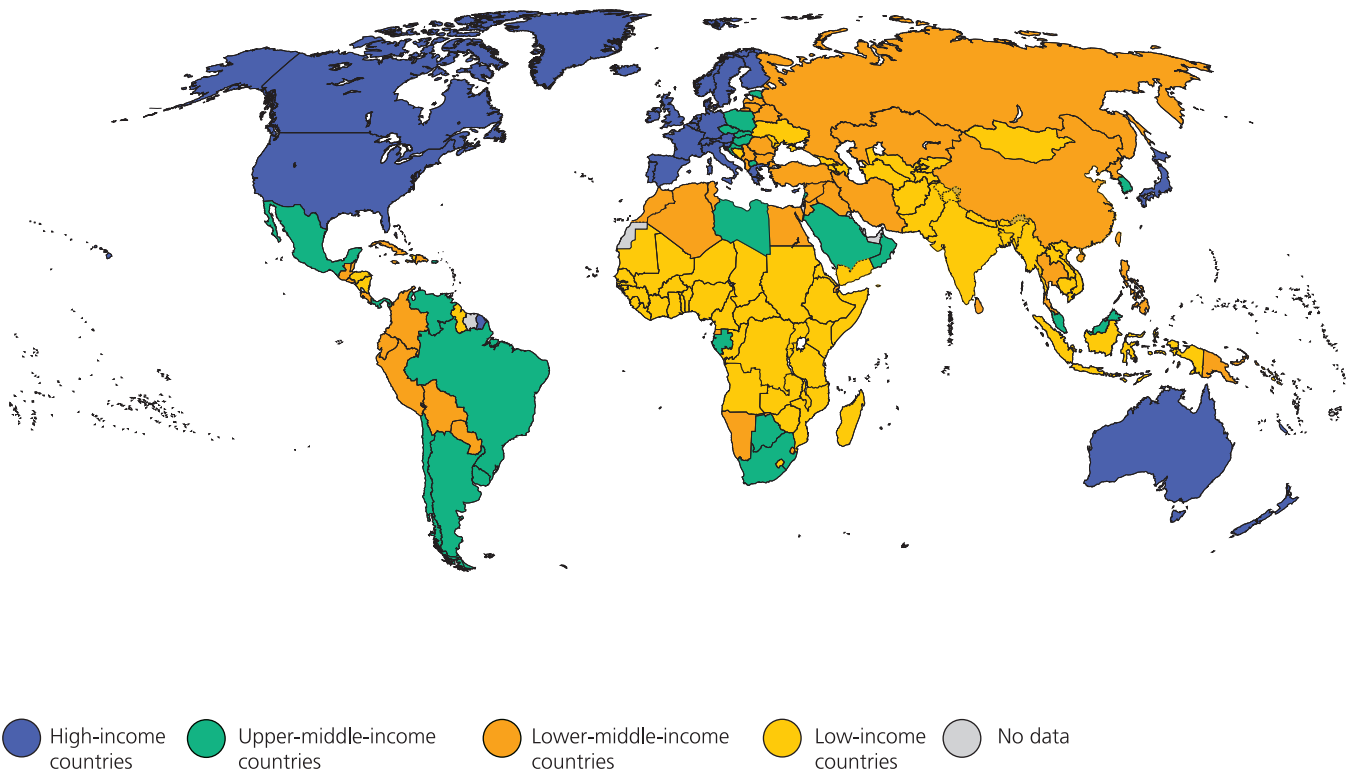 High-income
countries
Upper-middle-income
countries
Lower-middle-income
countries
Low-income
countries
No data